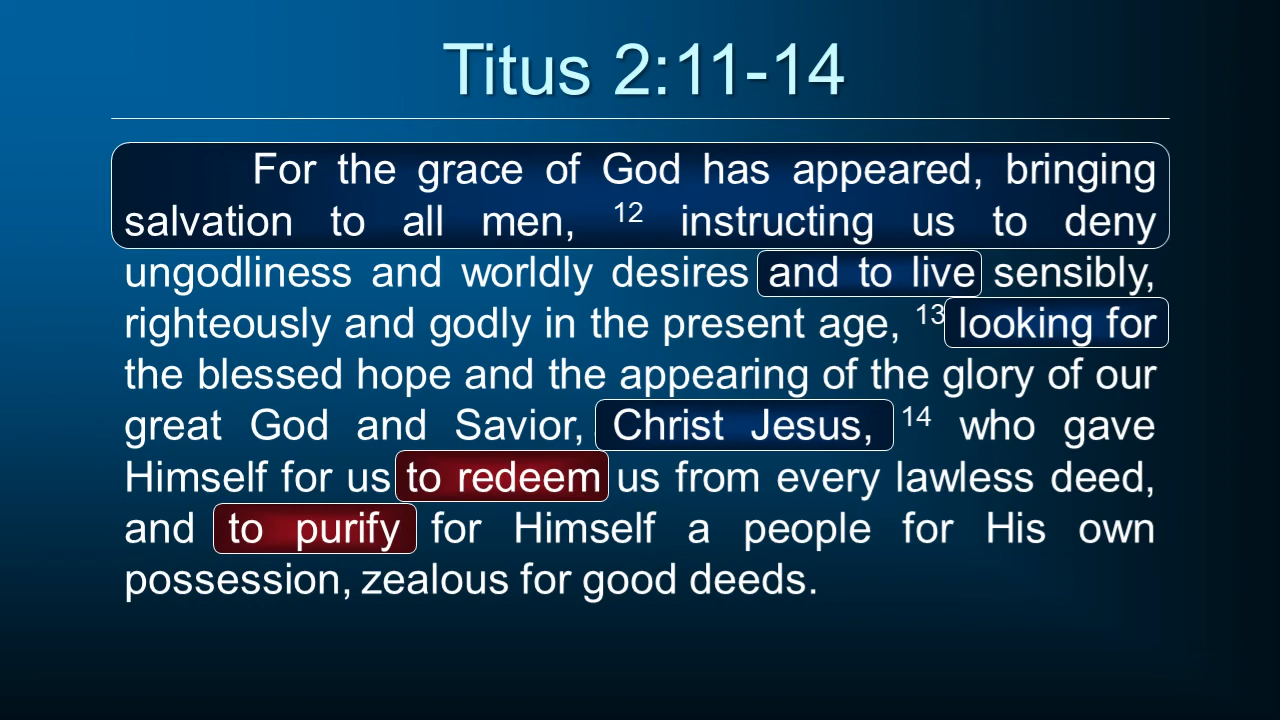 Titus 2:11-14
For the grace of God has appeared, bringing
salvation to all men, 12 instructing us to deny
ungodliness and worldly desires and to live sensibly,
righteously and godly in the present age, 13 looking for
the blessed hope and the appearing of the glory of our
great God and Savior, Christ Jesus, 14 who gave
Himself for us to redeem us from every lawless deed,
and to purify for Himself a people for His own
possession, zealous for good deeds.